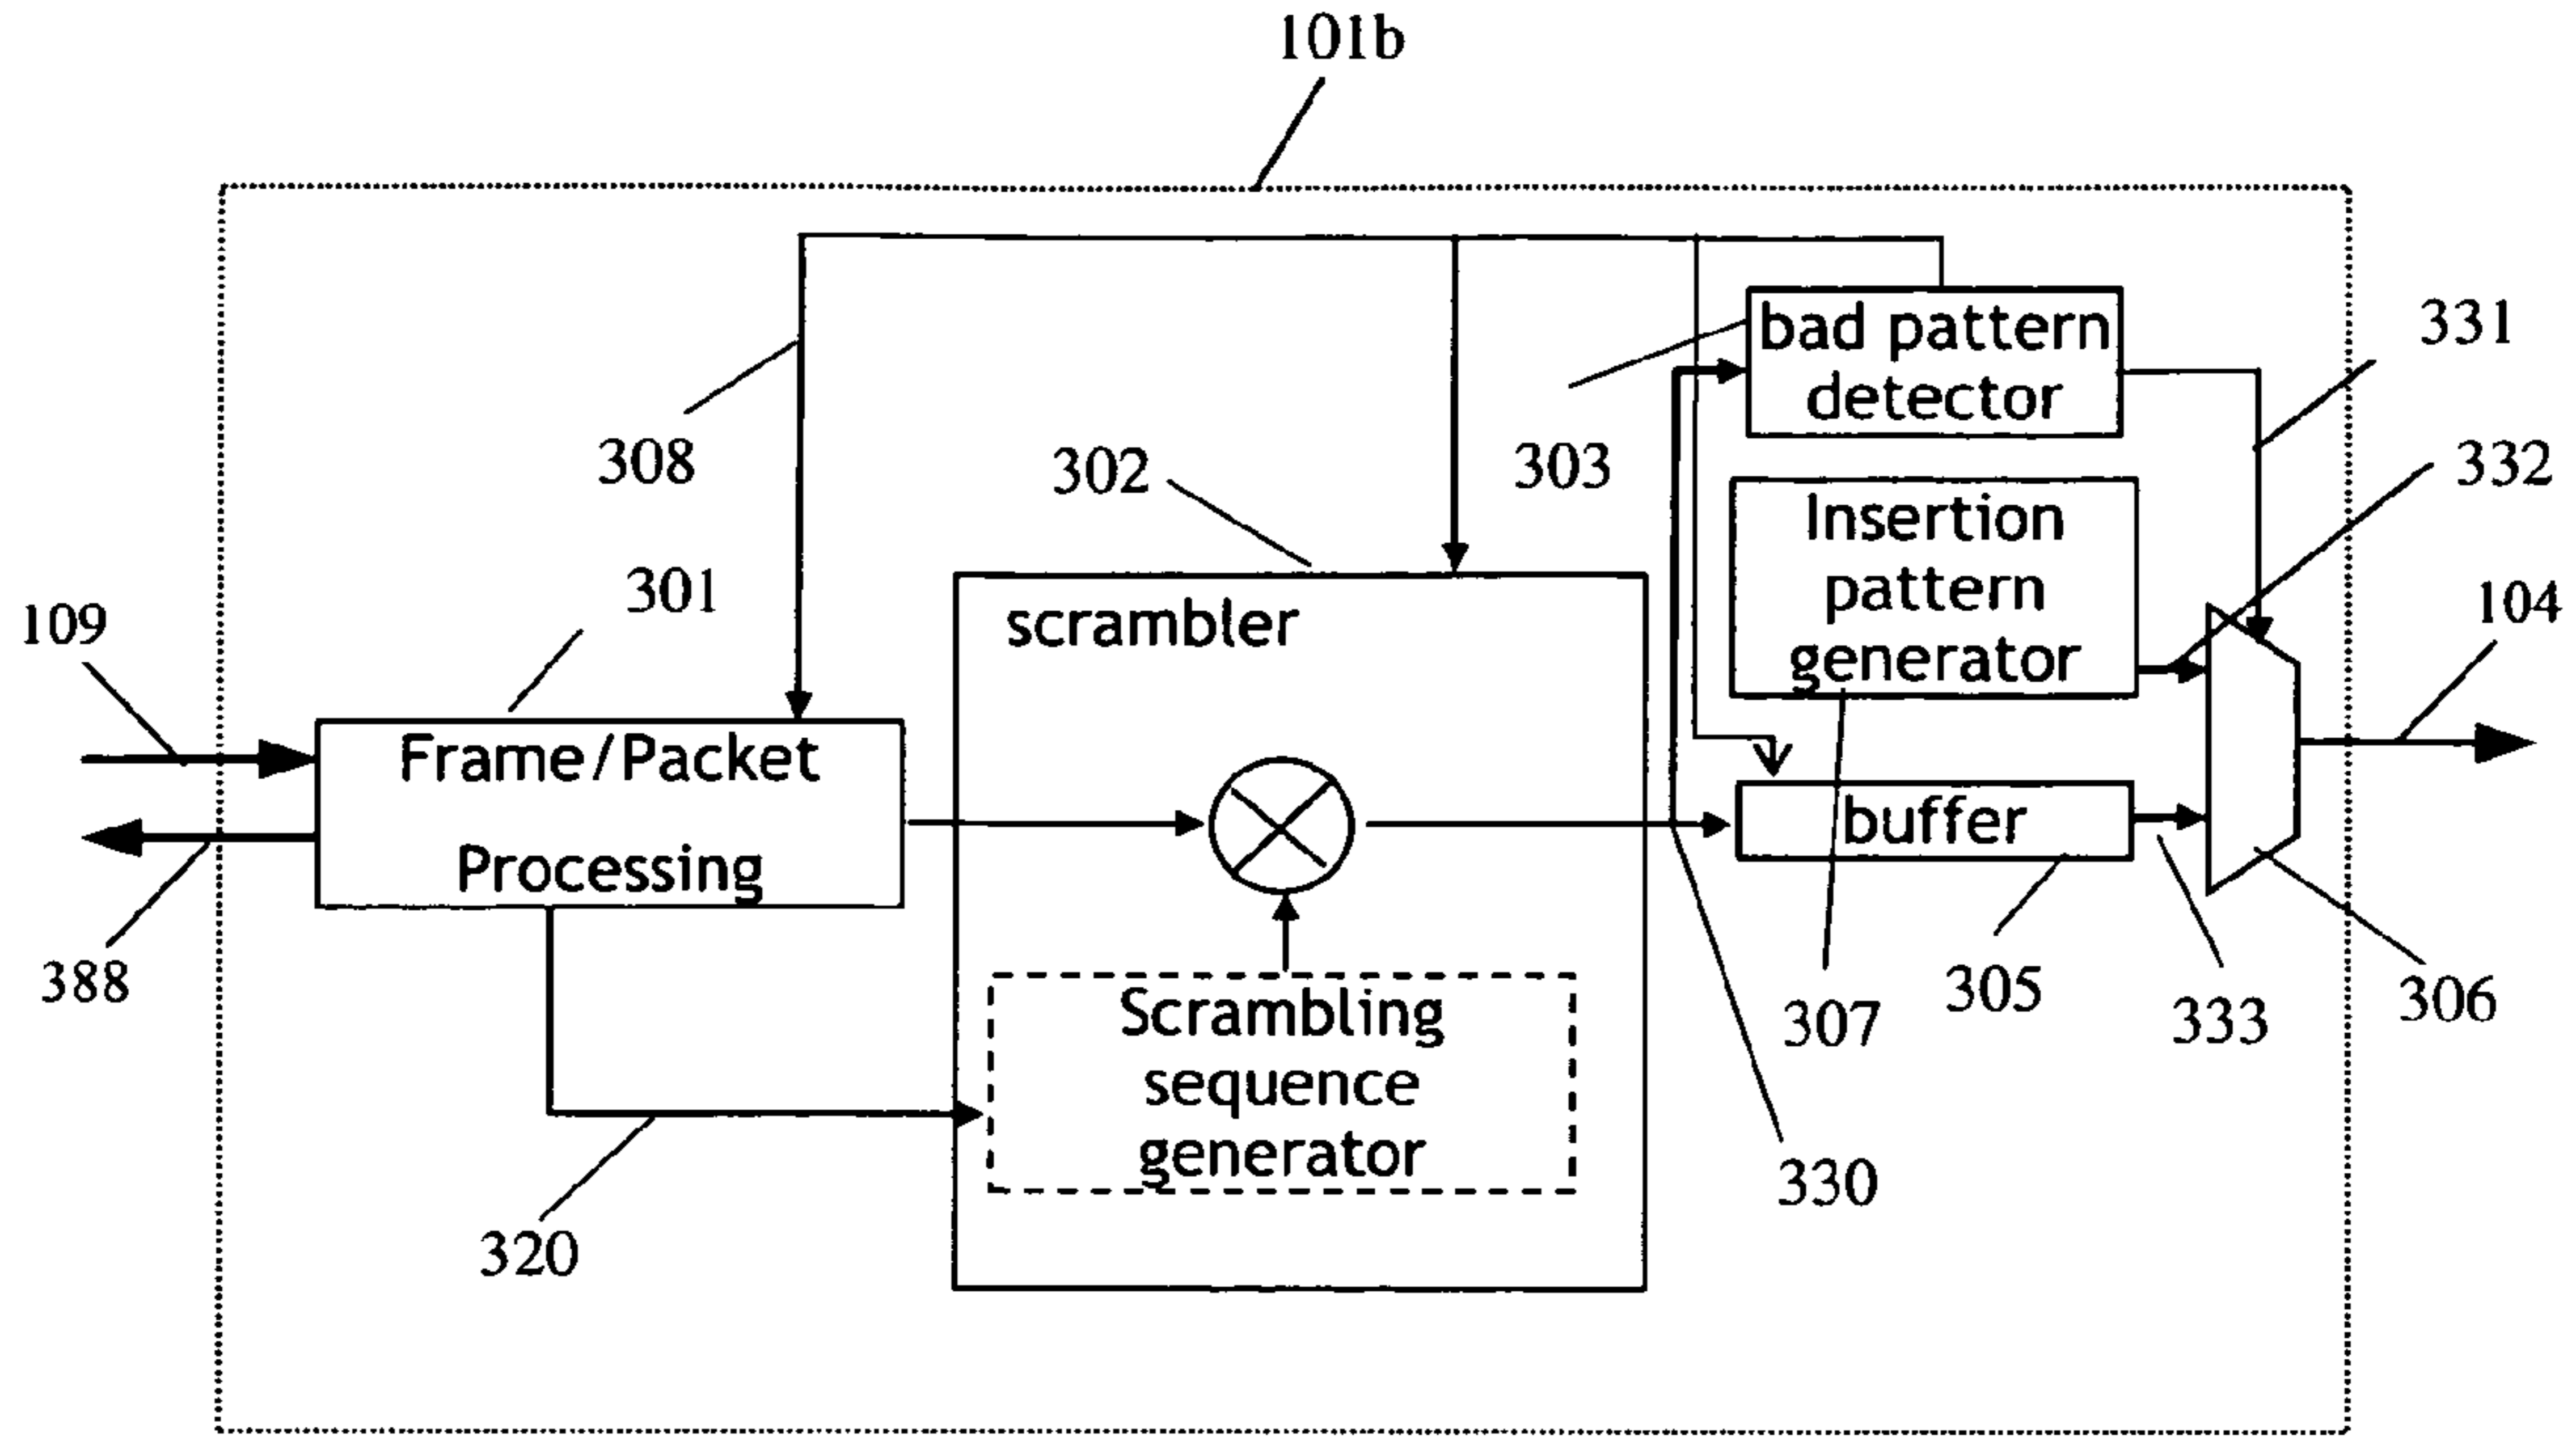 101b
331
bad pattern
detector
308
302
303
332
Insertion
pattern
generator
109
301
scrambler
104
Frame/Packet
Processing
buffer
388
Scrambling
sequence
generator
307
305
333
306
320
330